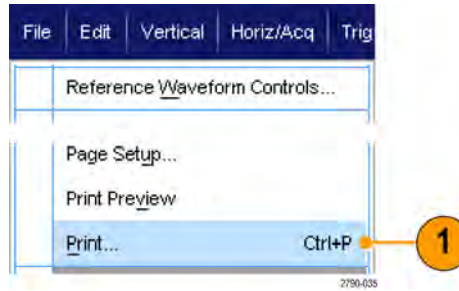 File Edit Vertical Horiz/Acq Trig
Reference Waveform Controls...
Page Setup...
Print Preview
Print... Ctrl+P
1
2790-035